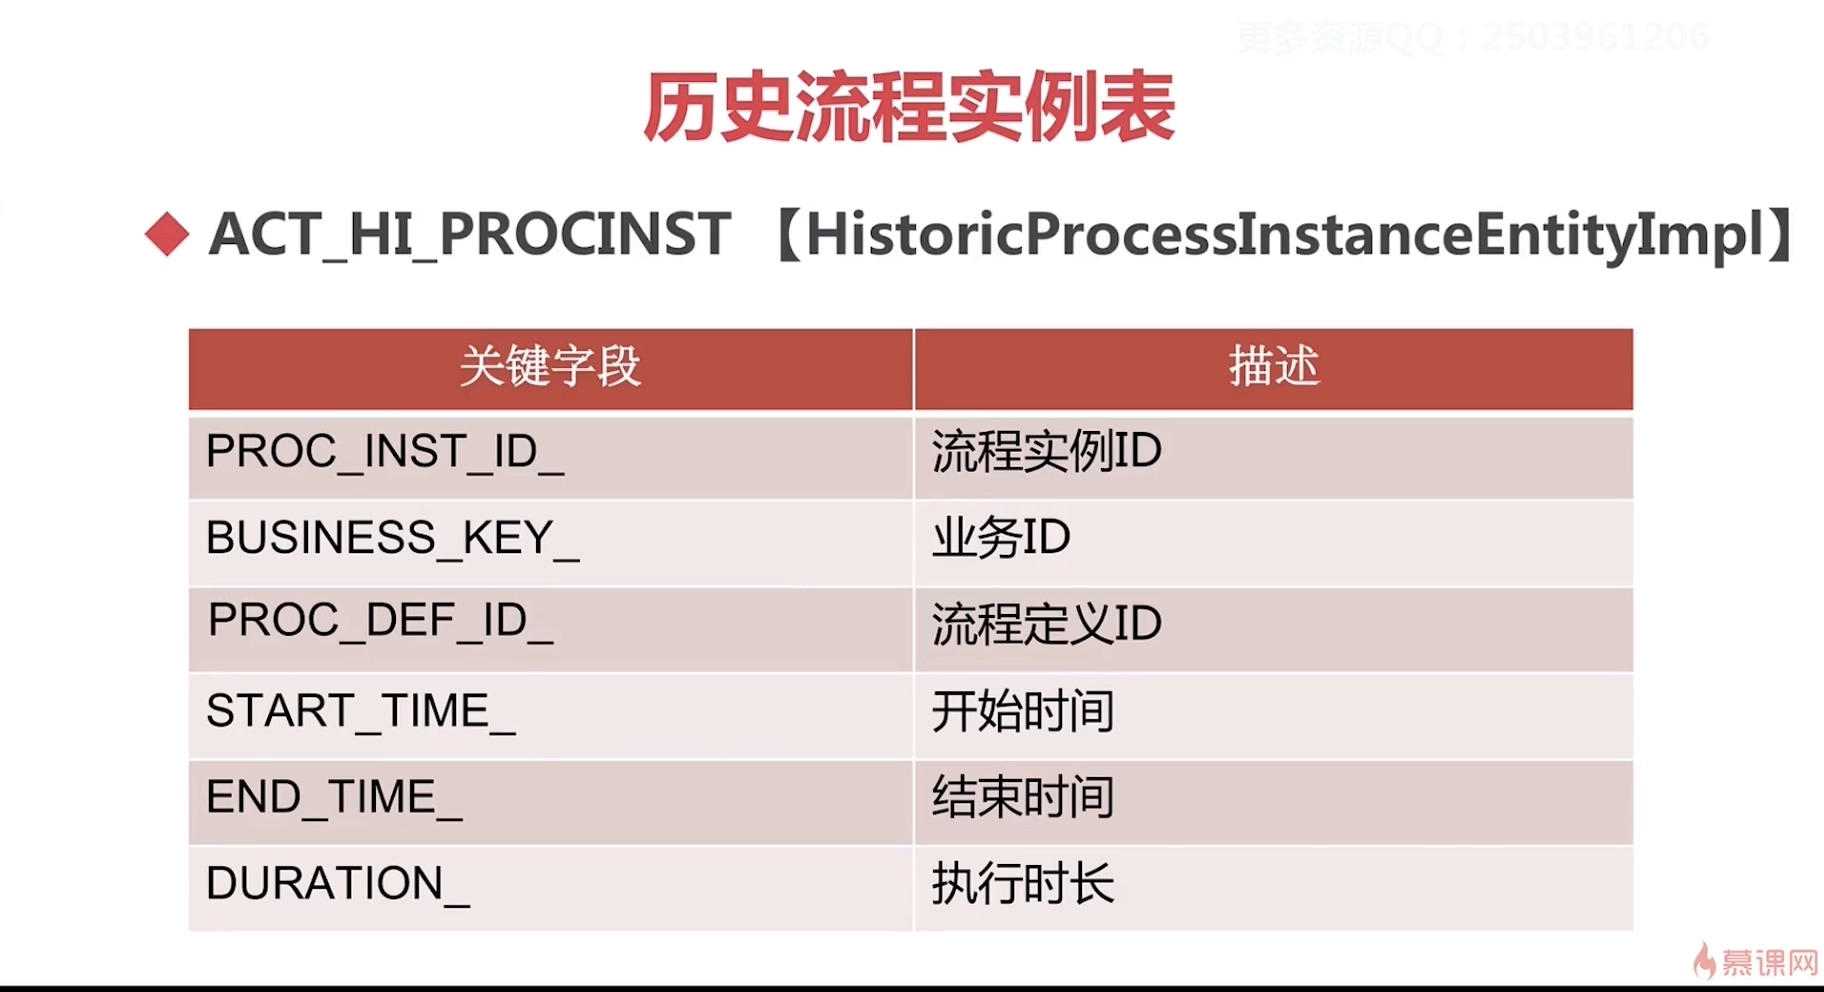 更多资源QQ：2503961206
历史流程实例表
ACT_HI_PROCINST 【HistoricProcessInstanceEntityImpl】
关键字段 描述
PROC_INST_ID_ 流程实例ID
BUSINESS_KEY_ 业务ID
PROC_DEF_ID_ 流程定义ID
START_TIME_ 开始时间
END_TIME_ 结束时间
DURATION_ 执行时长
慕课网